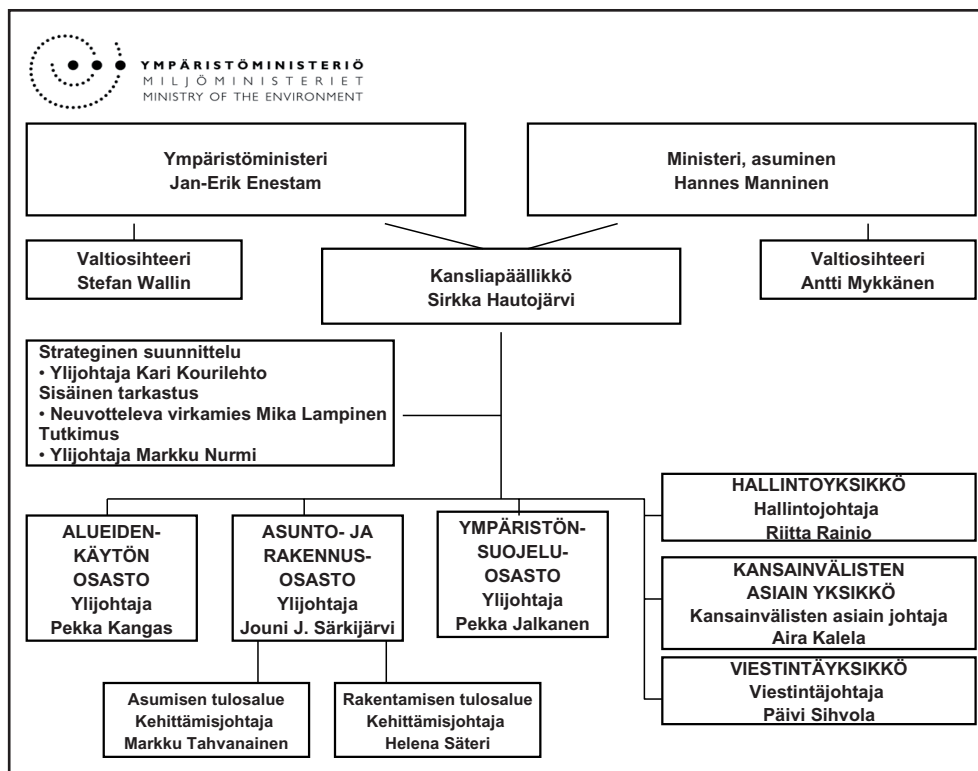 YMPÄRISTÖMINISTERIÖ
MILJÖMINISTERIET
MINISTRY OF THE ENVIRONMENT
Ympäristöministeri
Jan-Erik Enestam
Ministeri, asuminen
Hannes Manninen
Valtiosihteeri
Stefan Wallin
Kansliapäällikkö
Sirkka Hautojärvi
Valtiosihteeri
Antti Mykkänen
Strateginen suunnittelu
• Ylijohtaja Kari Kourilehto
Sisäinen tarkastus
• Neuvotteleva virkamies Mika Lampinen
Tutkimus
• Ylijohtaja Markku Nurmi
ALUEIDEN-
KÄYTÖN
OSASTO
Ylijohtaja
Pekka Kangas
ASUNTO- JA
RAKENNUS-
OSASTO
Ylijohtaja
Jouni J. Särkijärvi
YMPÄRISTÖN-
SUOJELU-
OSASTO
Ylijohtaja
Pekka Jalkanen
HALLINTOYKSIKKÖ
Hallintojohtaja
Riitta Rainio
KANSAINVÄLISTEN
ASIAIN YKSIKKÖ
Kansainvälisten asiain johtaja
Aira Kalela
VIESTINTÄYKSIKKÖ
Viestintäjohtaja
Päivi Sihvola
Asumisen tulosalue
Kehittämisjohtaja
Markku Tahvanainen
Rakentamisen tulosalue
Kehittämisjohtaja
Helena Säteri